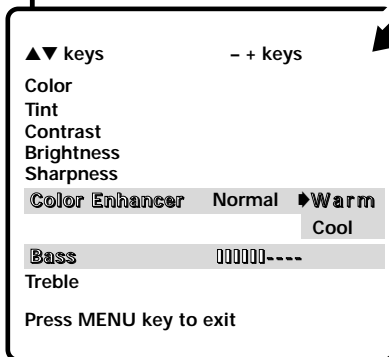 ▲▼ keys – + keys
Color
Tint
Contrast
Brightness
Sharpness
Color Enhancer Normal Warm
Cool
Bass
Treble
Press MENU key to exit